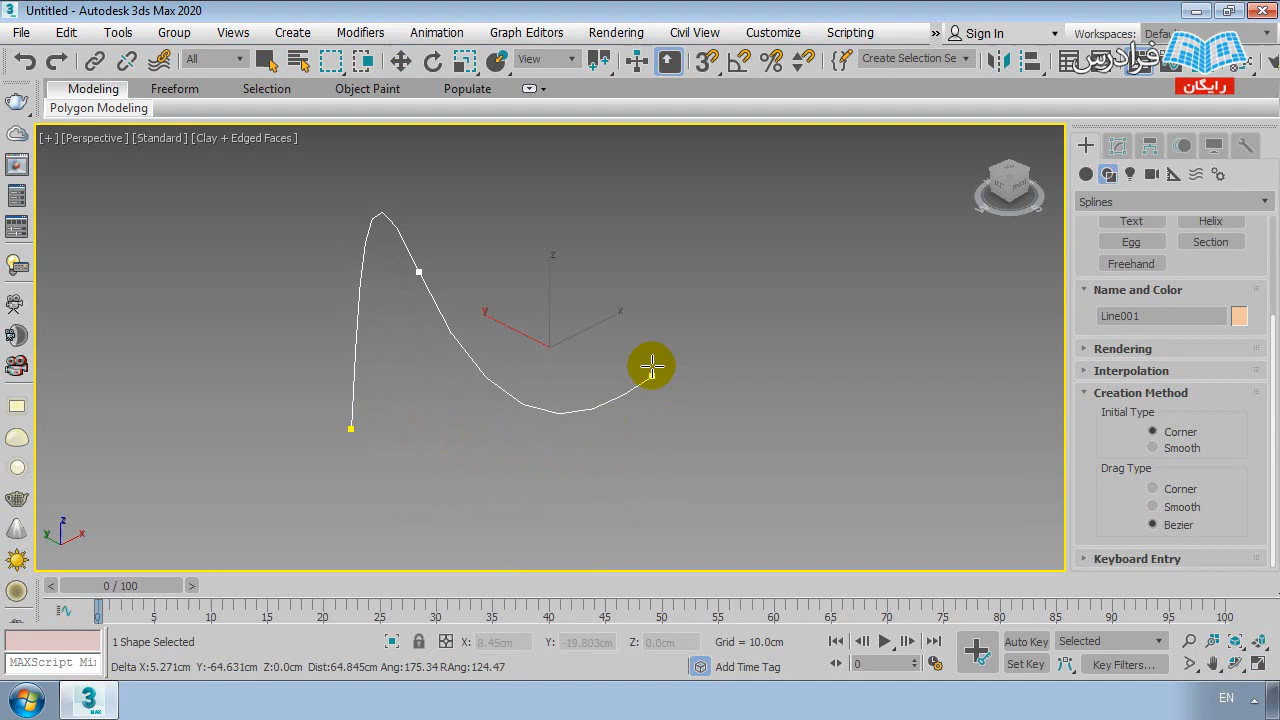 Untitled - Autodesk 3ds Max 2020
File Edit Tools Group Views Create Modifiers Animation Graph Editors Rendering Civil View Customize Scripting » Sign In Workspaces:
All View Create Selection Se
فرادرس
رایگان
Modeling Freeform Selection Object Paint Populate
Polygon Modeling
[+] [Perspective] [Standard] [Clay + Edged Faces]
Splines
Text Helix
Egg Section
Freehand
Name and Color
Line001
Rendering
Interpolation
Creation Method
Initial Type
Corner
Smooth
Drag Type
Corner
Smooth
Bezier
Keyboard Entry
z
y x
z
y x
< 0 / 100 >
0 5 10 15 20 25 30 35 40 45 50 55 60 65 70 75 80 85 90 95 100
1 Shape Selected X: 8.45cm Y: -19.803cm Z: 0.0cm Grid = 10.0cm Auto Key Selected
MAXScript Mi Delta X:5.271cm Y:-64.631cm Z:0.0cm Dist:64.845cm Ang:175.34 RAng:124.47 Add Time Tag 0 Set Key Key Filters...
3 MAX EN